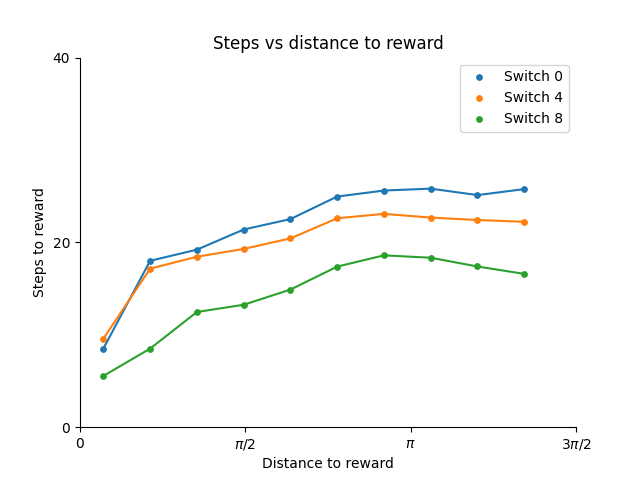 Steps vs distance to reward
Switch 0
Switch 4
Switch 8
40
20
0
Steps to reward
0
π/2
π
3π/2
Distance to reward